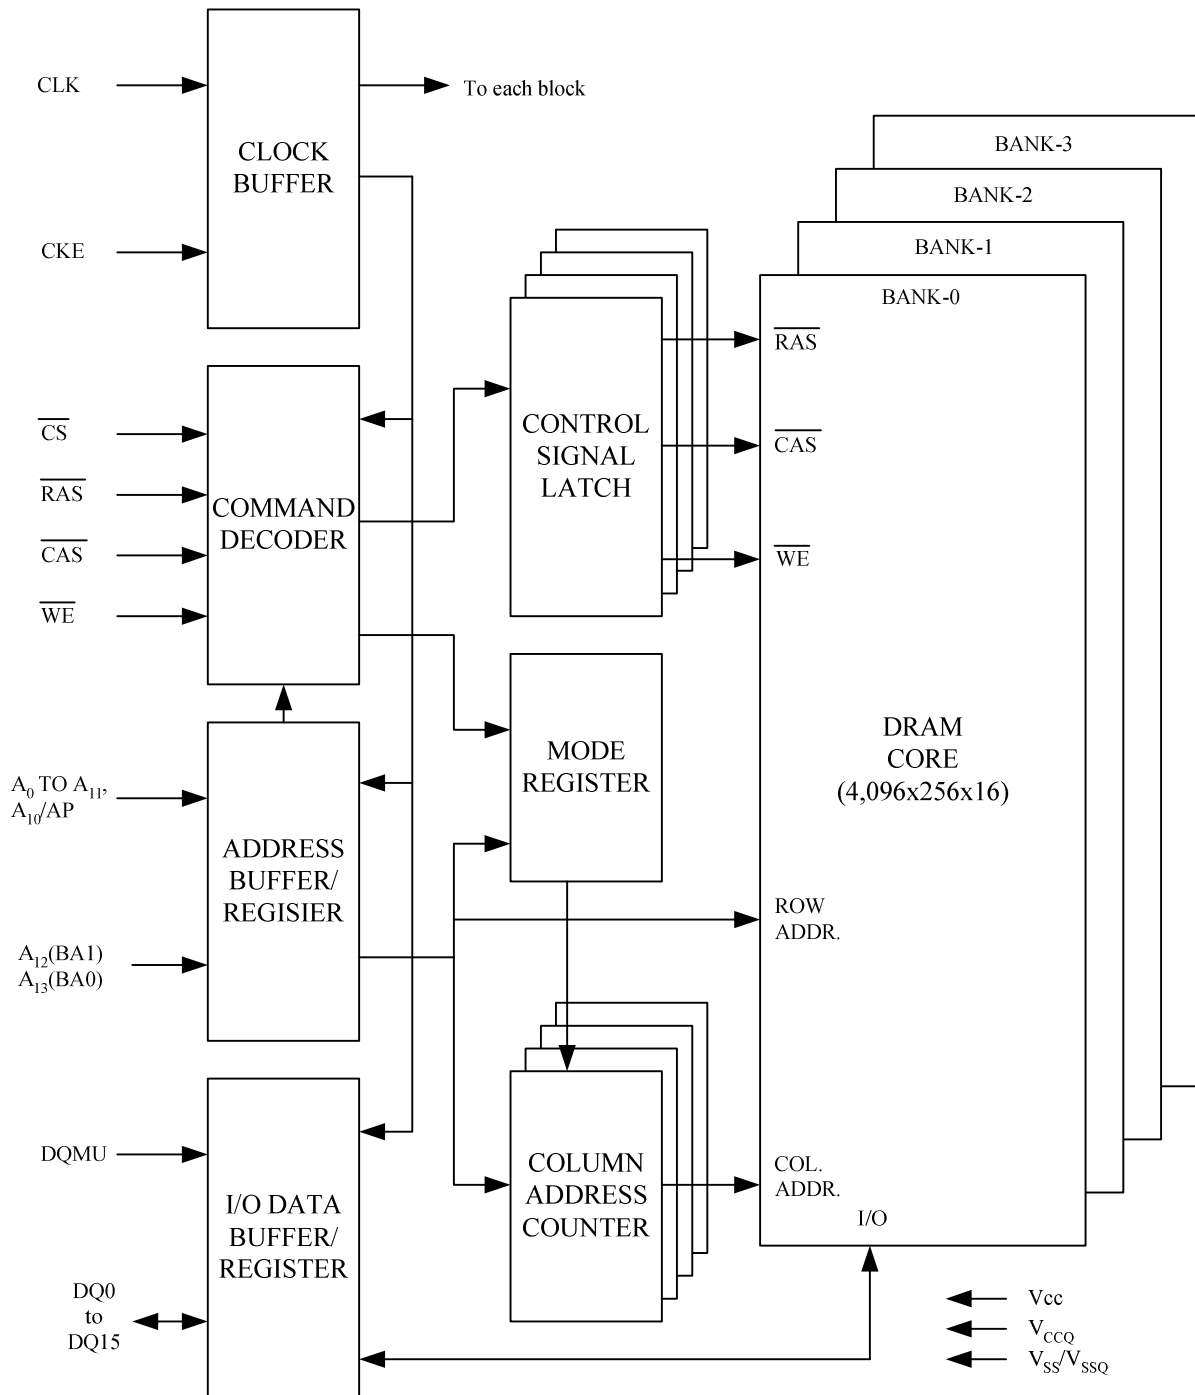 CLK
CKE
CLOCK
BUFFER
To each block
CS
RAS
CAS
WE
COMMAND
DECODER
A0 TO A11,
A10/AP
A12(BA1)
A13(BA0)
ADDRESS
BUFFER/
REGISIER
DQMU
DQ0
to
DQ15
I/O DATA
BUFFER/
REGISTER
CONTROL
SIGNAL
LATCH
MODE
REGISTER
COLUMN
ADDRESS
COUNTER
BANK-3
BANK-2
BANK-1
BANK-0
RAS
CAS
WE
DRAM
CORE
(4,096x256x16)
ROW
ADDR.
COL.
ADDR.
I/O
Vcc
VCCQ
VSS/VSSQ